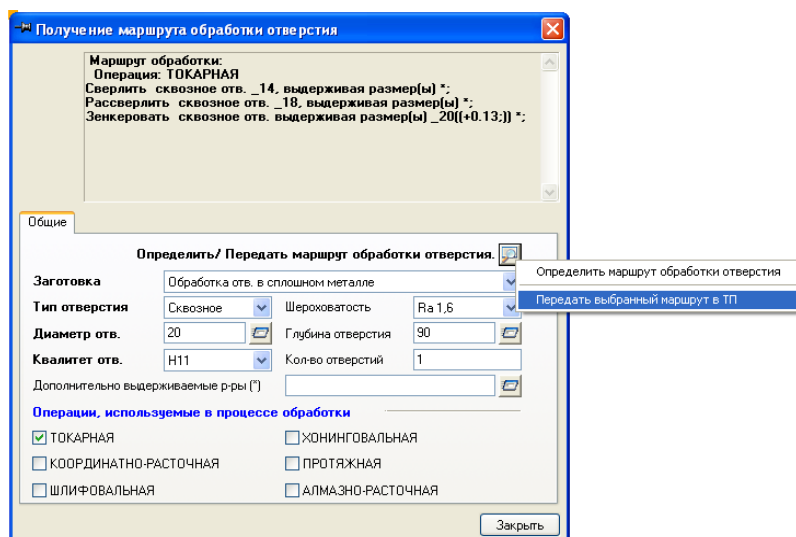 Получение маршрута обработки отверстия
Маршрут обработки:
Операция: ТОКАРНАЯ
Сверлить сквозное отв. _14, выдерживая размер(ы) *;
Рассверлить сквозное отв. _18, выдерживая размер(ы) *;
Зенкеровать сквозное отв. выдерживая размер(ы) _20((+0.13;)) *;
Общие
Определить/ Передать маршрут обработки отверстия.
Определить маршрут обработки отверстия
Передать выбранный маршрут в ТП
Заготовка Обработка отв. в сплошном металле
Тип отверстия Сквозное Шероховатость Ra 1,6
Диаметр отв. 20 Глубина отверстия 90
Квалитет отв. H11 Кол-во отверстий 1
Дополнительно выдерживаемые р-ры (*)
Операции, используемые в процессе обработки
ТОКАРНАЯ ХОНИНГОВАЛЬНАЯ
КООРДИНАТНО-РАСТОЧНАЯ ПРОТЯЖНАЯ
ШЛИФОВАЛЬНАЯ АЛМАЗНО-РАСТОЧНАЯ
Закрыть